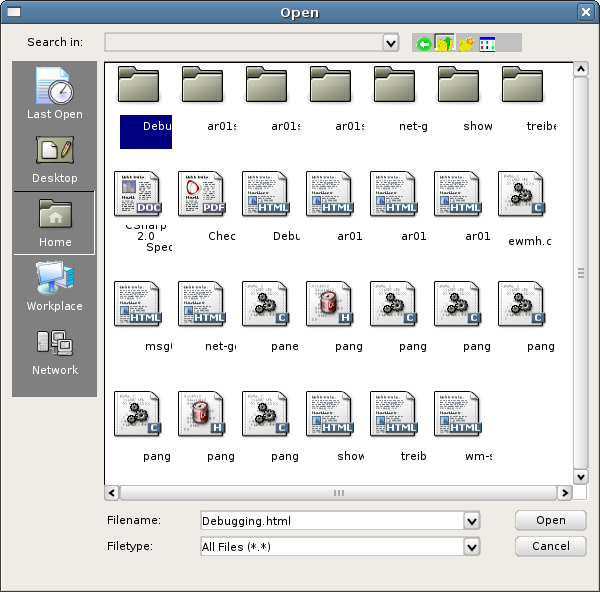 Open
Search in:
Last Open
Desktop
Home
Workplace
Network
Debu ar01s ar01s ar01s net-g show treibe
DOC PDF HTML HTML HTML HTML C
CSharp
2.0
Spec
Chec Debu ar01 ar01 ar01 ewmh.c
HTML HTML C H C C C
msg net-g pane pang pang pang pang
C H C HTML HTML HTML
pang pang pang show treib wm-s
Filename: Debugging.html Open
Filetype: All Files (*.*) Cancel